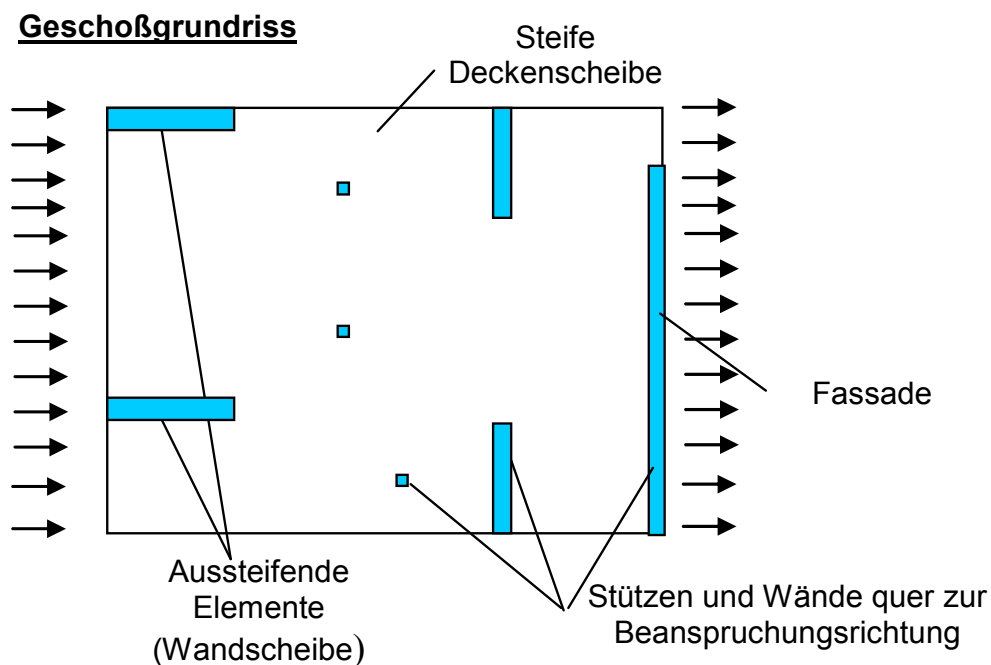 Geschoßgrundriss
Steife
Deckenscheibe
Fassade
Aussteifende
Elemente
(Wandscheibe)
Stützen und Wände quer zur
Beanspruchungsrichtung